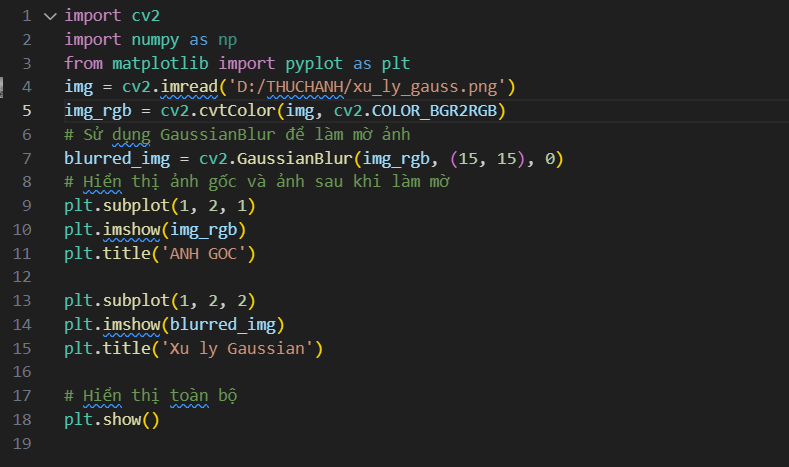 1 import cv2
2 import numpy as np
3 from matplotlib import pyplot as plt
4 img = cv2.imread('D:/THUCHANH/xu_ly_gauss.png')
5 img_rgb = cv2.cvtColor(img, cv2.COLOR_BGR2RGB)
6 # Sử dụng GaussianBlur để làm mờ ảnh
7 blurred_img = cv2.GaussianBlur(img_rgb, (15, 15), 0)
8 # Hiển thị ảnh gốc và ảnh sau khi làm mờ
9 plt.subplot(1, 2, 1)
10 plt.imshow(img_rgb)
11 plt.title('ANH GOC')
12
13 plt.subplot(1, 2, 2)
14 plt.imshow(blurred_img)
15 plt.title('Xu ly Gaussian')
16
17 # Hiển thị toàn bộ
18 plt.show()
19